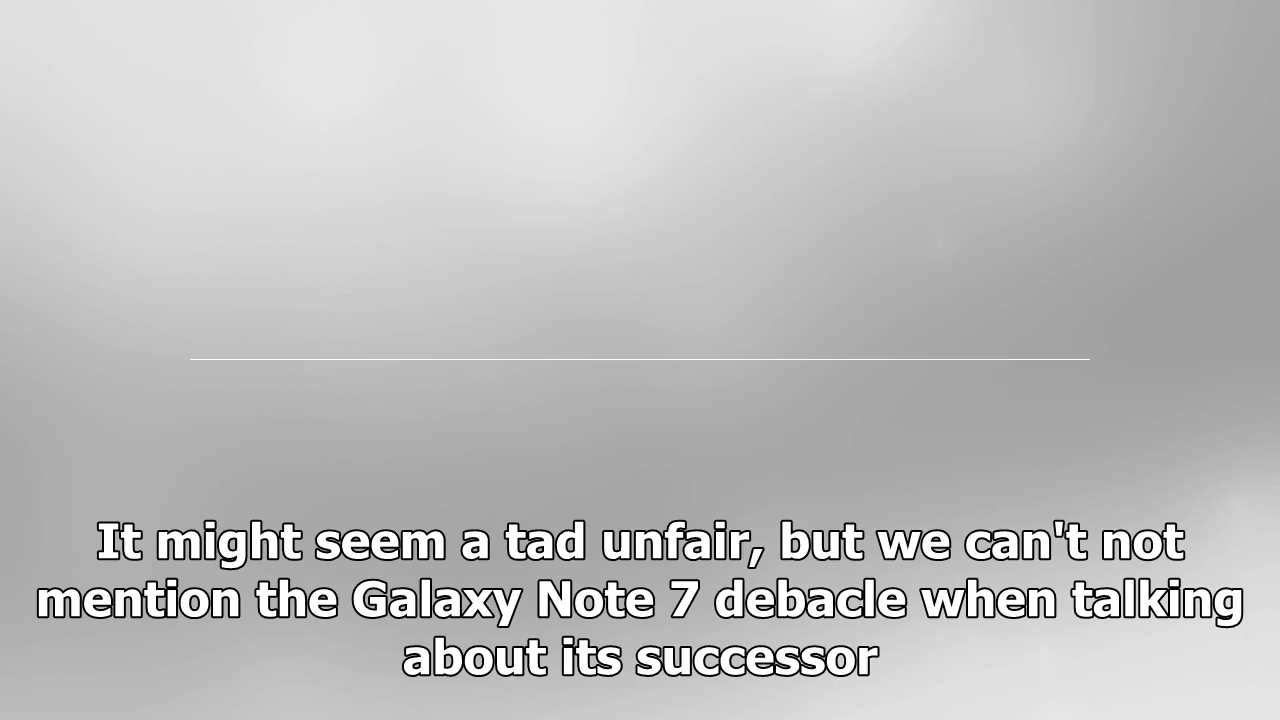 It might seem a tad unfair, but we can't not
mention the Galaxy Note 7 debacle when talking
about its successor